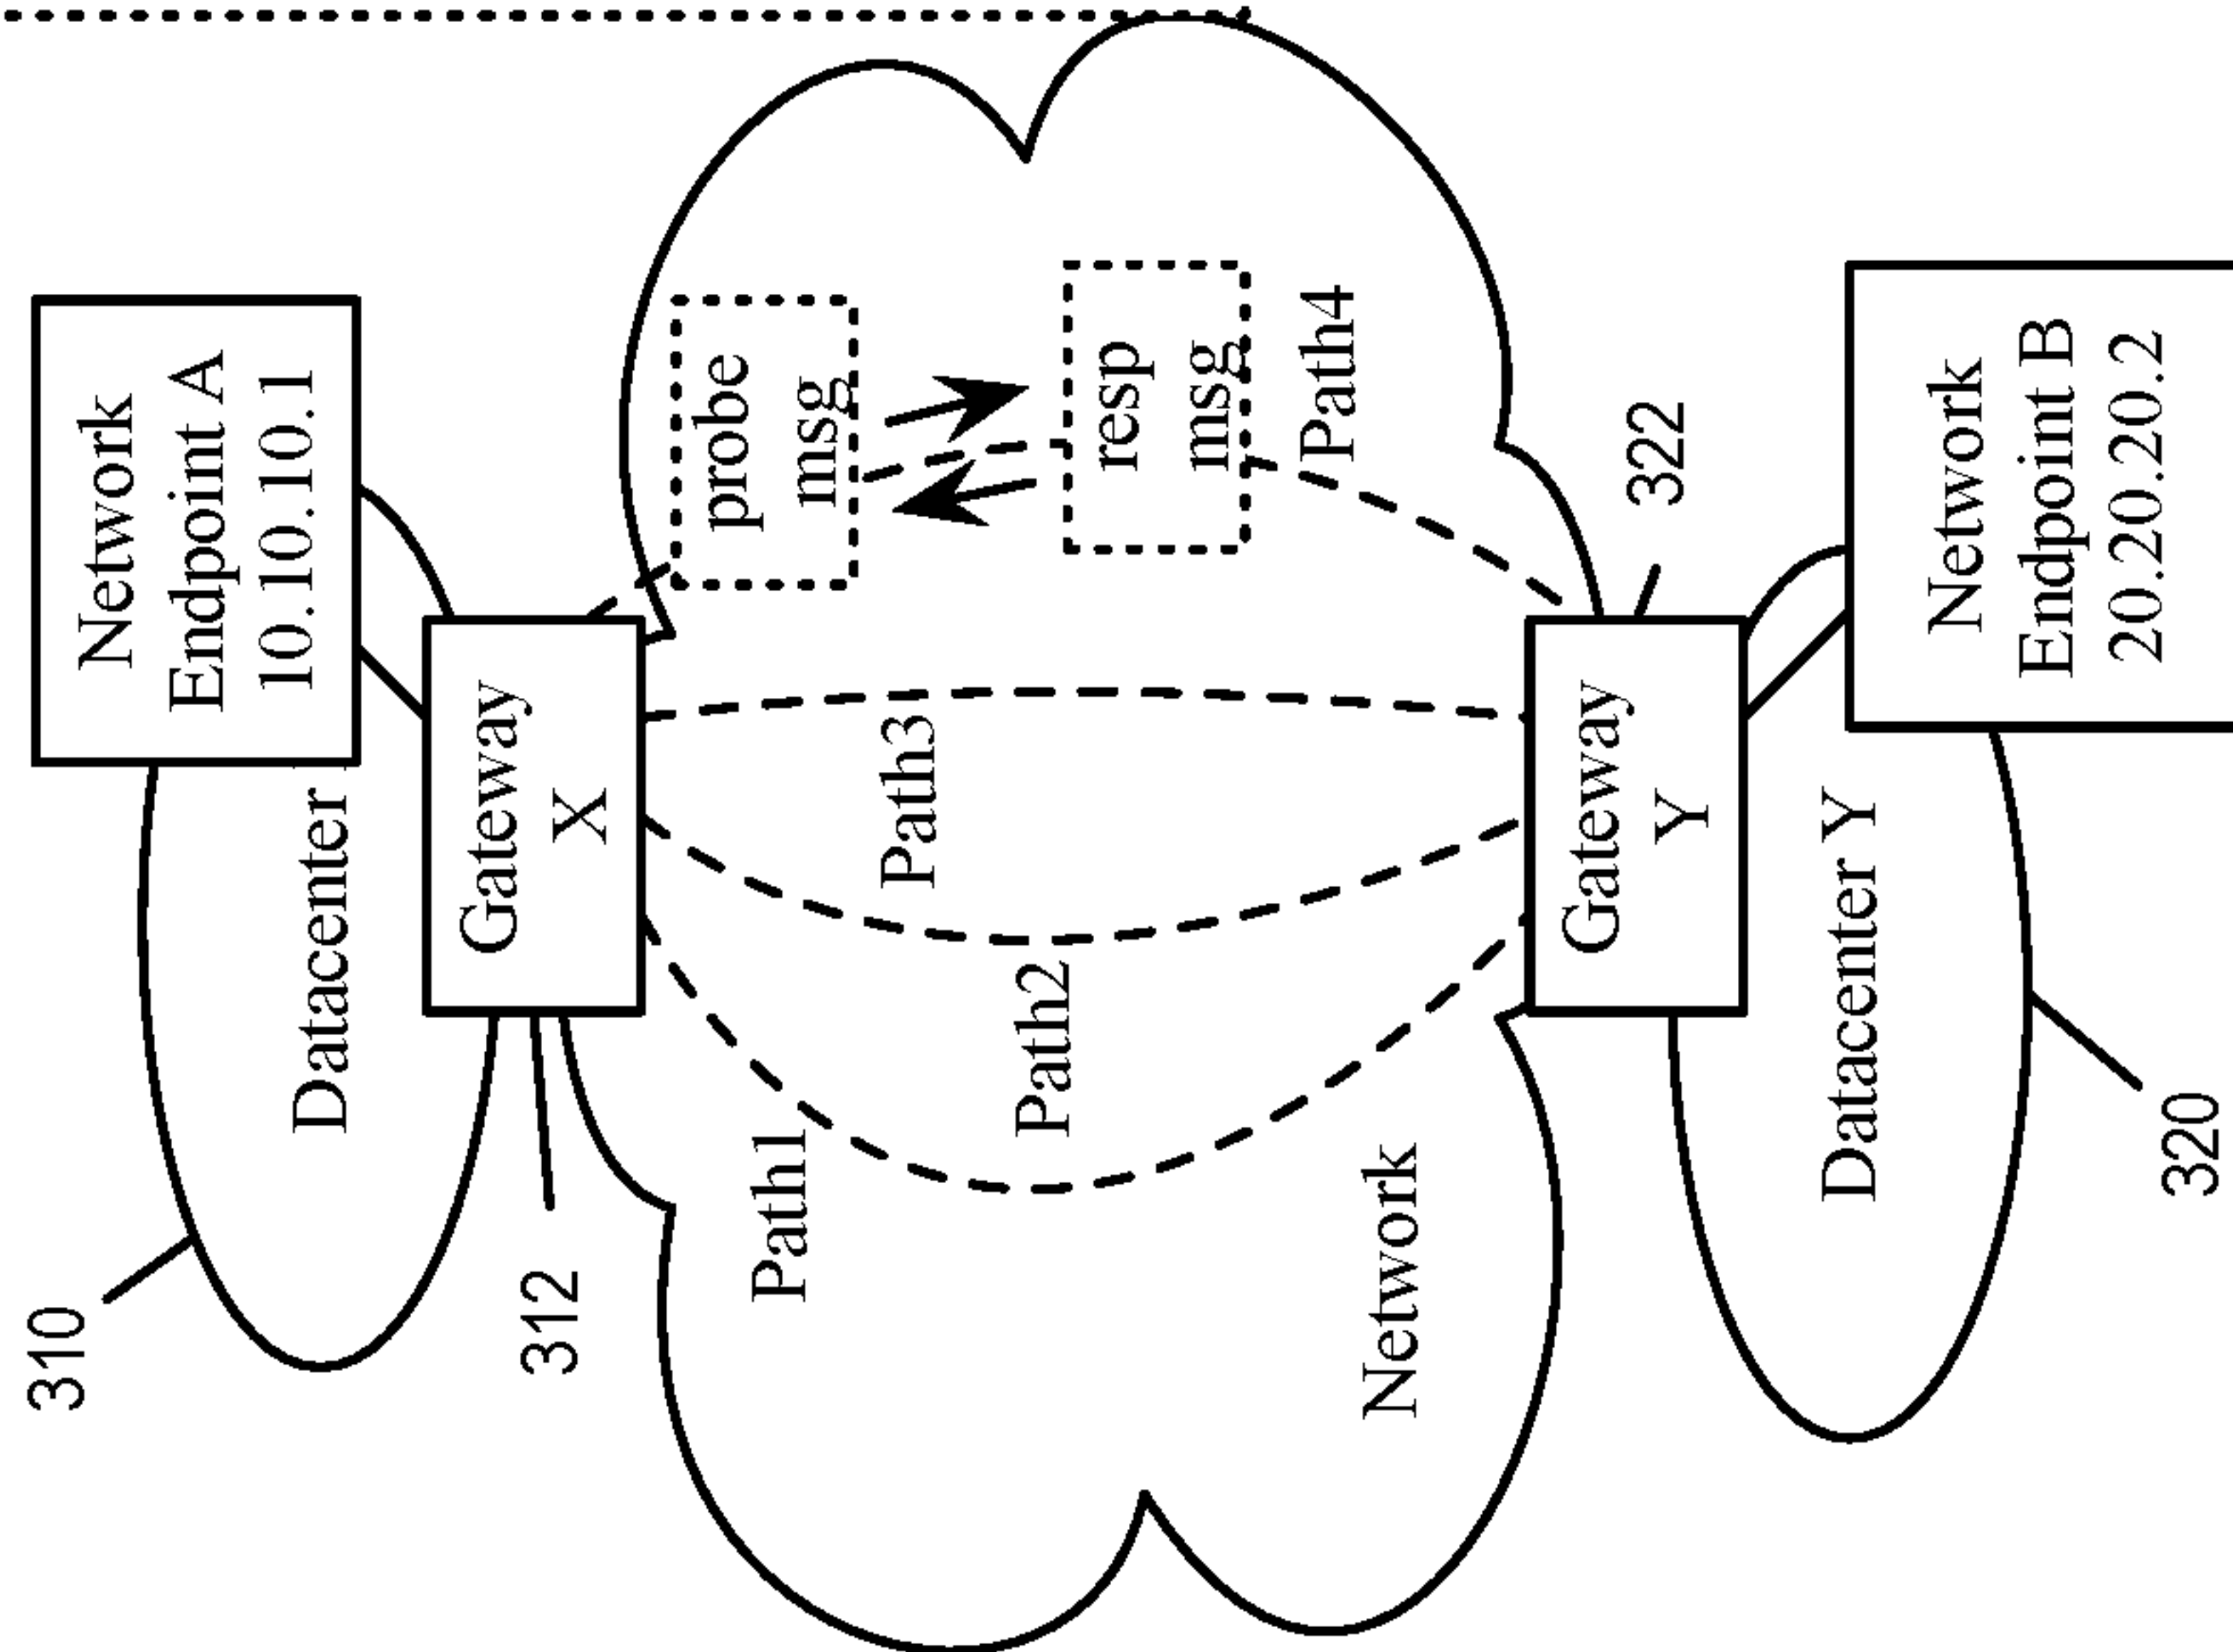 310
Network
Endpoint A
10.10.10.1
Datacenter
Gateway
X
312
probe
msg
resp
msg
Path1
Path2
Path3
Path4
Network
322
Gateway
Y
Datacenter Y
Network
Endpoint B
20.20.20.2
320